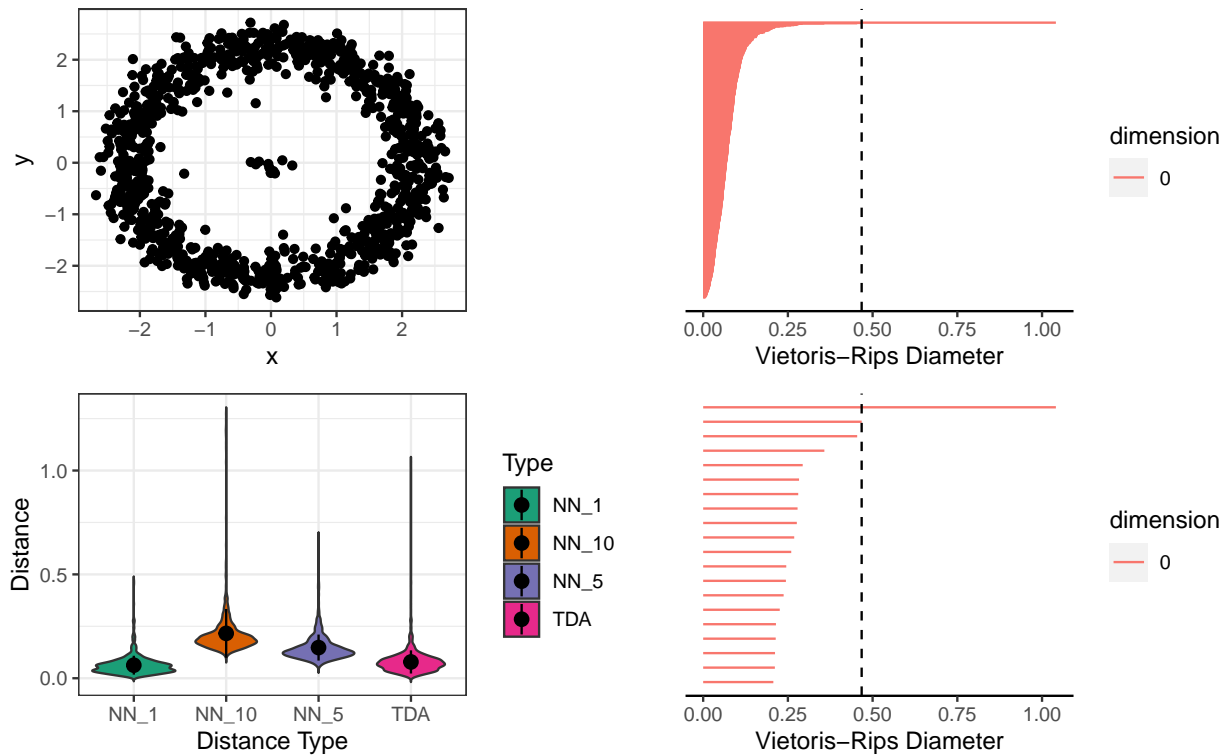 2
1
0
−1
−2
y
−2 −1 0 1 2
x
0.00 0.25 0.50 0.75 1.00
Vietoris−Rips Diameter
dimension
0
1.0
0.5
0.0
Distance
NN_1 NN_10 NN_5 TDA
Distance Type
Type
NN_1
NN_10
NN_5
TDA
0.00 0.25 0.50 0.75 1.00
Vietoris−Rips Diameter
dimension
0